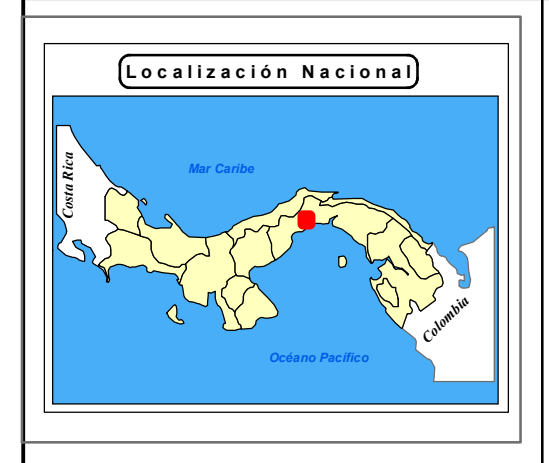 Localización Nacional
Mar Caribe
Costa Rica
Colombia
Océano Pacífico